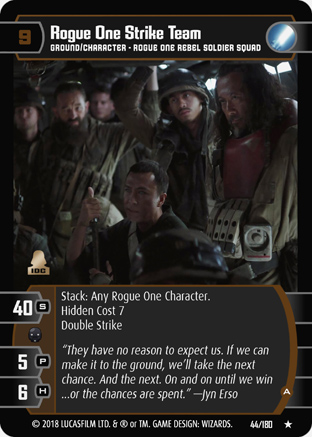 9
Rogue One Strike Team
GROUND/CHARACTER • ROGUE ONE REBEL SOLDIER SQUAD
IDC
40 S
Stack: Any Rogue One Character.
Hidden Cost 7
Double Strike
5 P
6 H
“They have no reason to expect us. If we can
make it to the ground, we’ll take the next
chance. And the next. On and on until we win
...or the chances are spent.” —Jyn Erso
A
© 2018 LUCASFILM LTD. & ® or TM. GAME DESIGN: WIZARDS.
44/180 ★